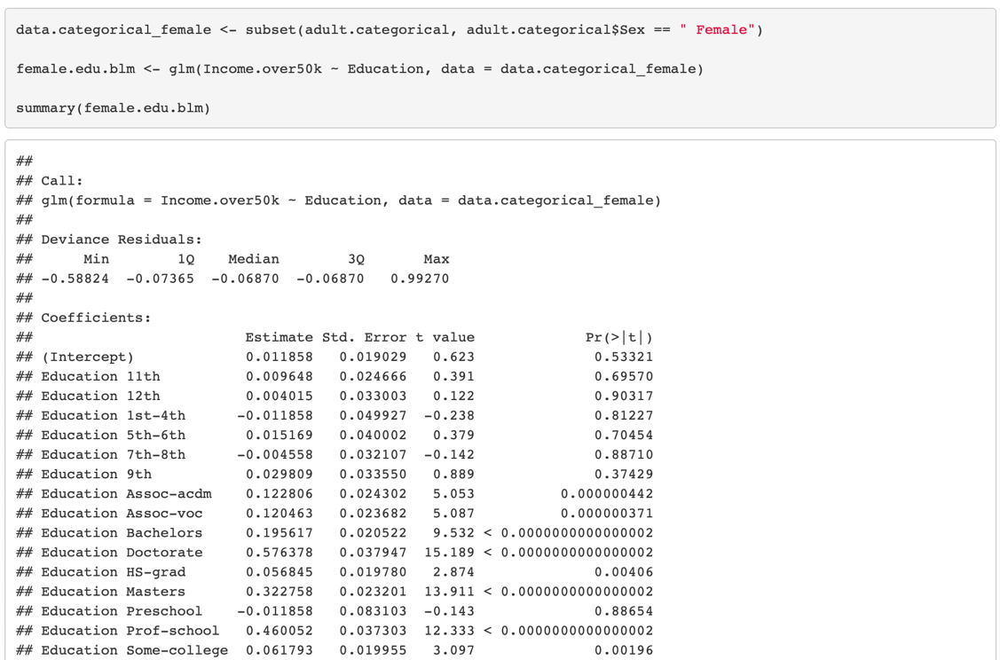 data.categorical_female <- subset(adult.categorical, adult.categorical$Sex == " Female")
female.edu.blm <- glm(Income.over50k ~ Education, data = data.categorical_female)
summary(female.edu.blm)
##
## Call:
## glm(formula = Income.over50k ~ Education, data = data.categorical_female)
##
## Deviance Residuals:
##      Min        1Q    Median        3Q       Max
## -0.58824  -0.07365  -0.06870  -0.06870   0.99270
##
## Coefficients:
##                         Estimate Std. Error t value             Pr(>|t|)
## (Intercept)             0.011858   0.019029   0.623              0.53321
## Education 11th          0.009648   0.024666   0.391              0.69570
## Education 12th          0.004015   0.033003   0.122              0.90317
## Education 1st-4th      -0.011858   0.049927  -0.238              0.81227
## Education 5th-6th       0.015169   0.040002   0.379              0.70454
## Education 7th-8th      -0.004558   0.032107  -0.142              0.88710
## Education 9th           0.029809   0.033550   0.889              0.37429
## Education Assoc-acdm    0.122806   0.024302   5.053          0.000000442
## Education Assoc-voc     0.120463   0.023682   5.087          0.000000371
## Education Bachelors     0.195617   0.020522   9.532 < 0.0000000000000002
## Education Doctorate     0.576378   0.037947  15.189 < 0.0000000000000002
## Education HS-grad       0.056845   0.019780   2.874              0.00406
## Education Masters       0.322758   0.023201  13.911 < 0.0000000000000002
## Education Preschool    -0.011858   0.083103  -0.143              0.88654
## Education Prof-school   0.460052   0.037303  12.333 < 0.0000000000000002
## Education Some-college  0.061793   0.019955   3.097              0.00196